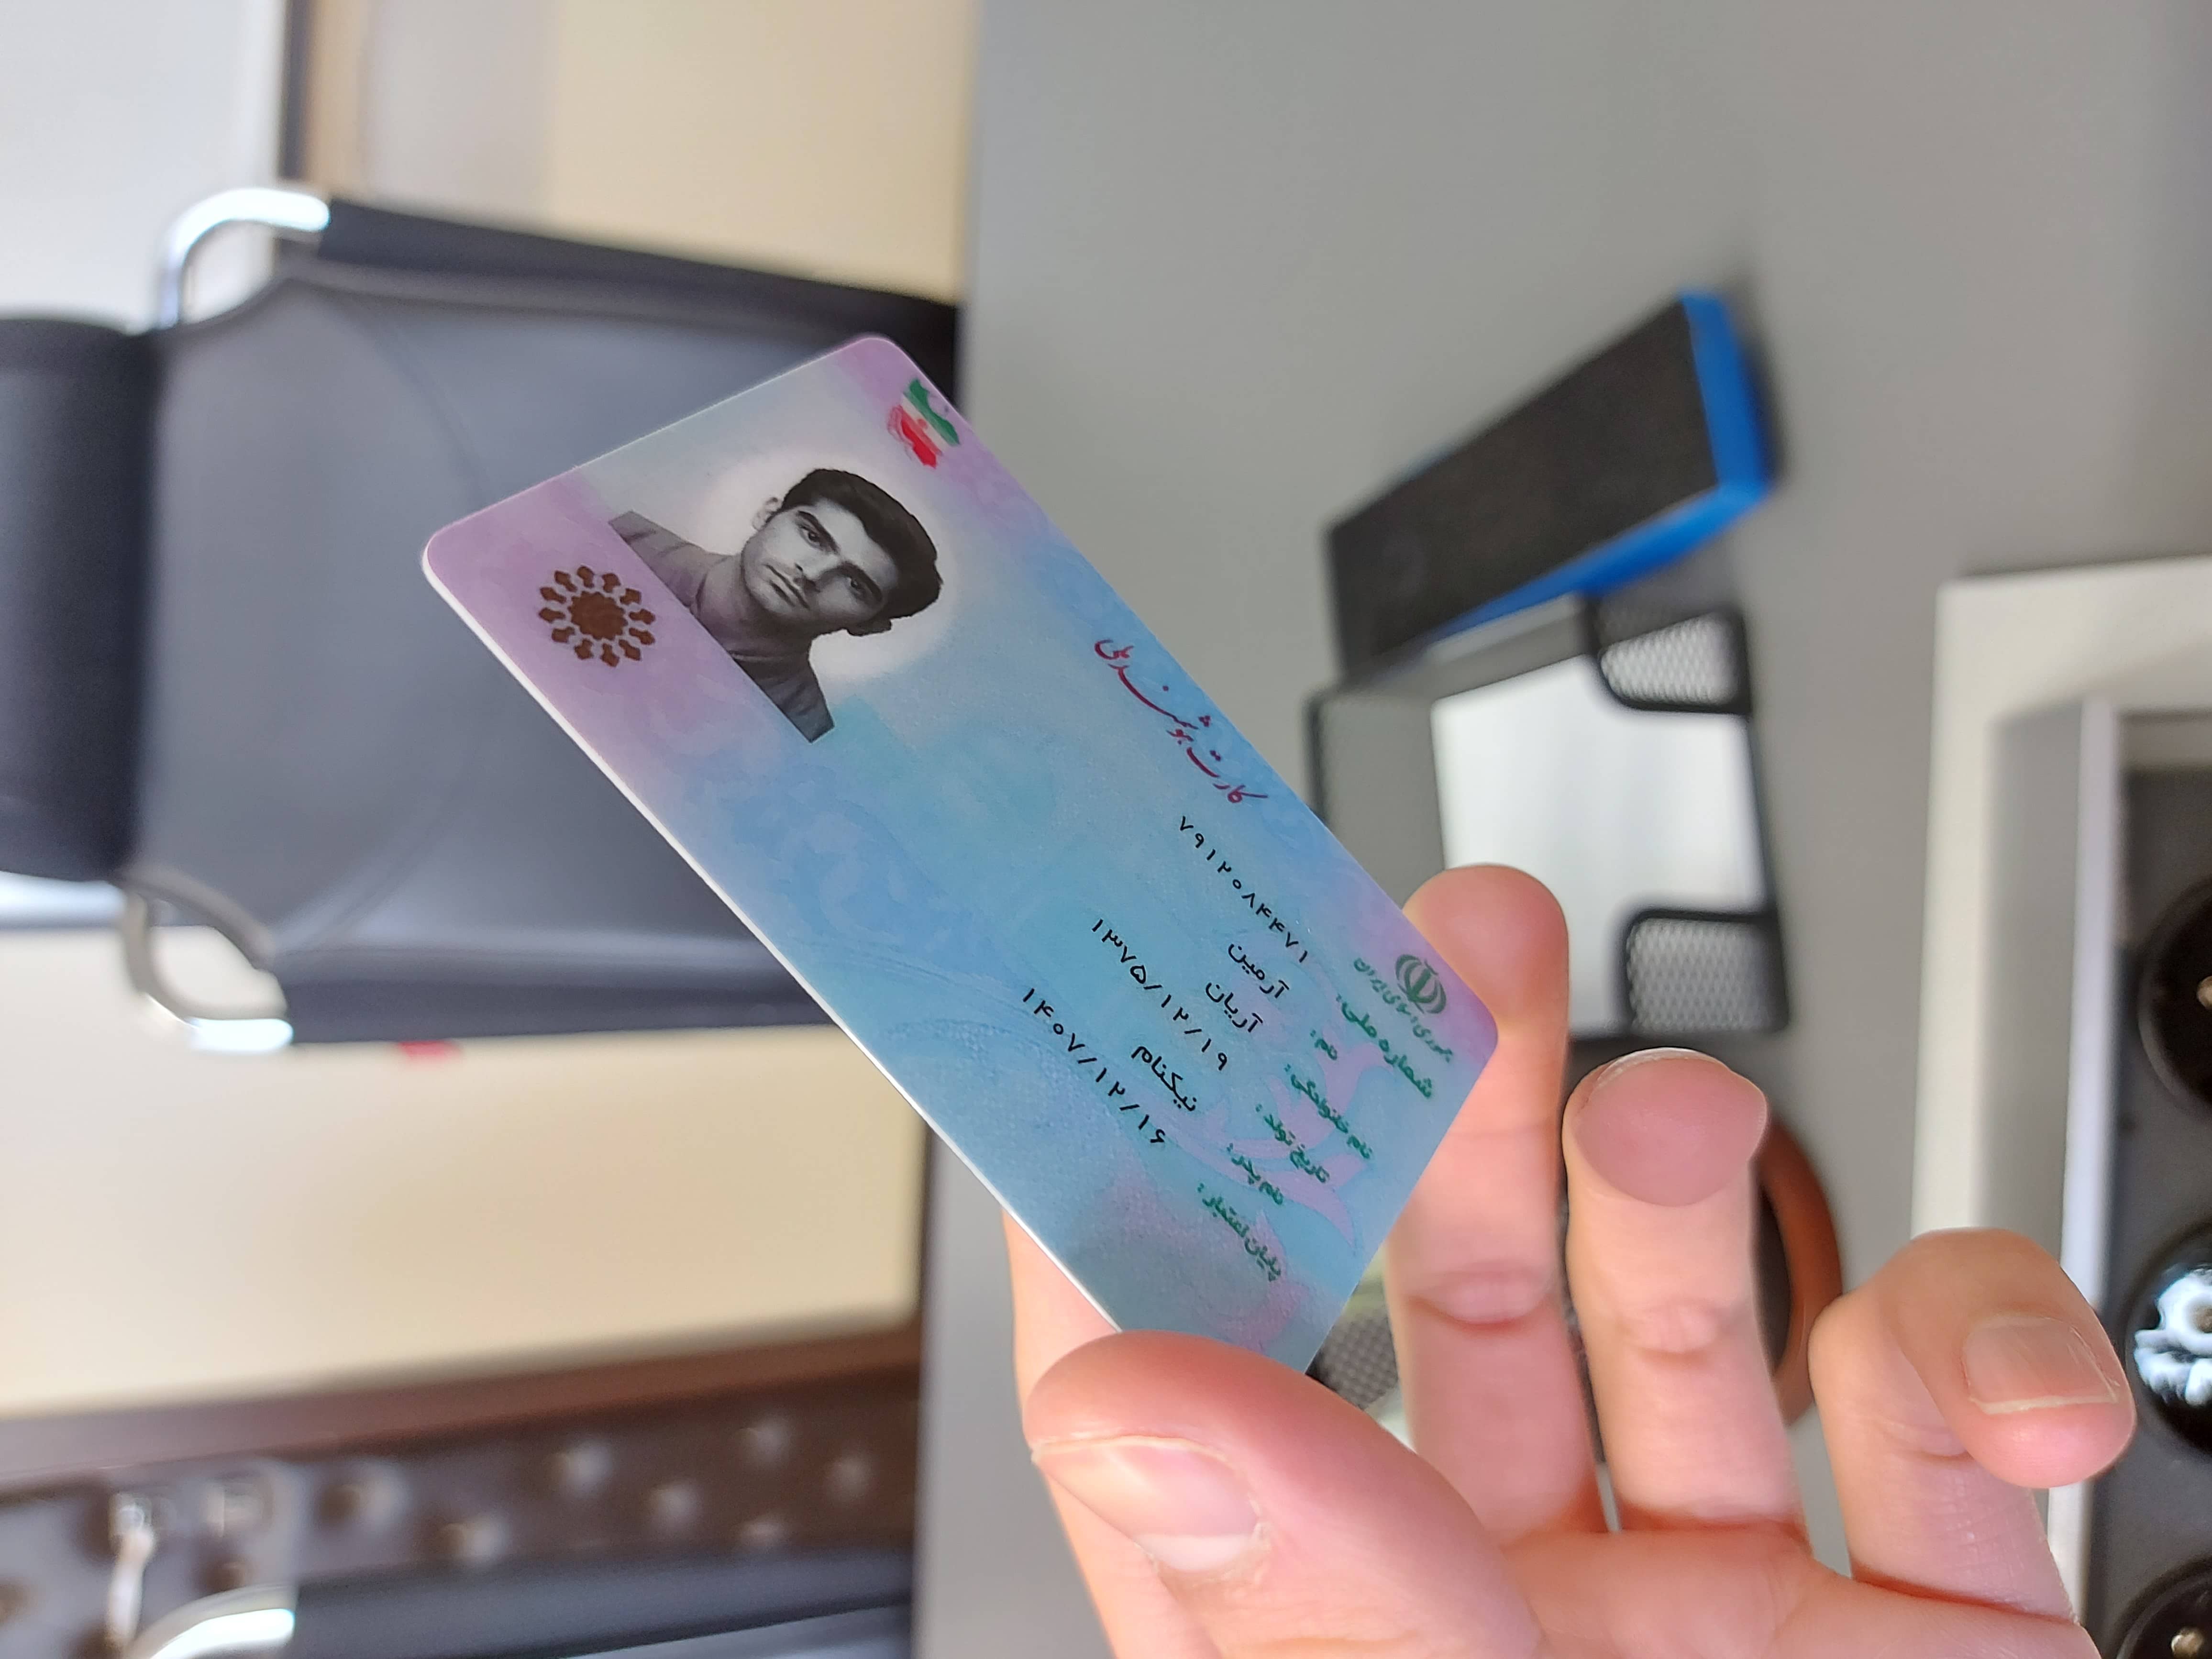 جمهوری اسلامی ایران
کارت هوشمند ملی
شماره ملی: ۷۹۱۲۰۸۴۴۷۱
نام: آرمین
نام خانوادگی: آریان
تاریخ تولد: ۱۳۷۵/۱۲/۱۹
نام پدر: نیکنام
پایان اعتبار: ۱۴۰۷/۱۲/۱۶